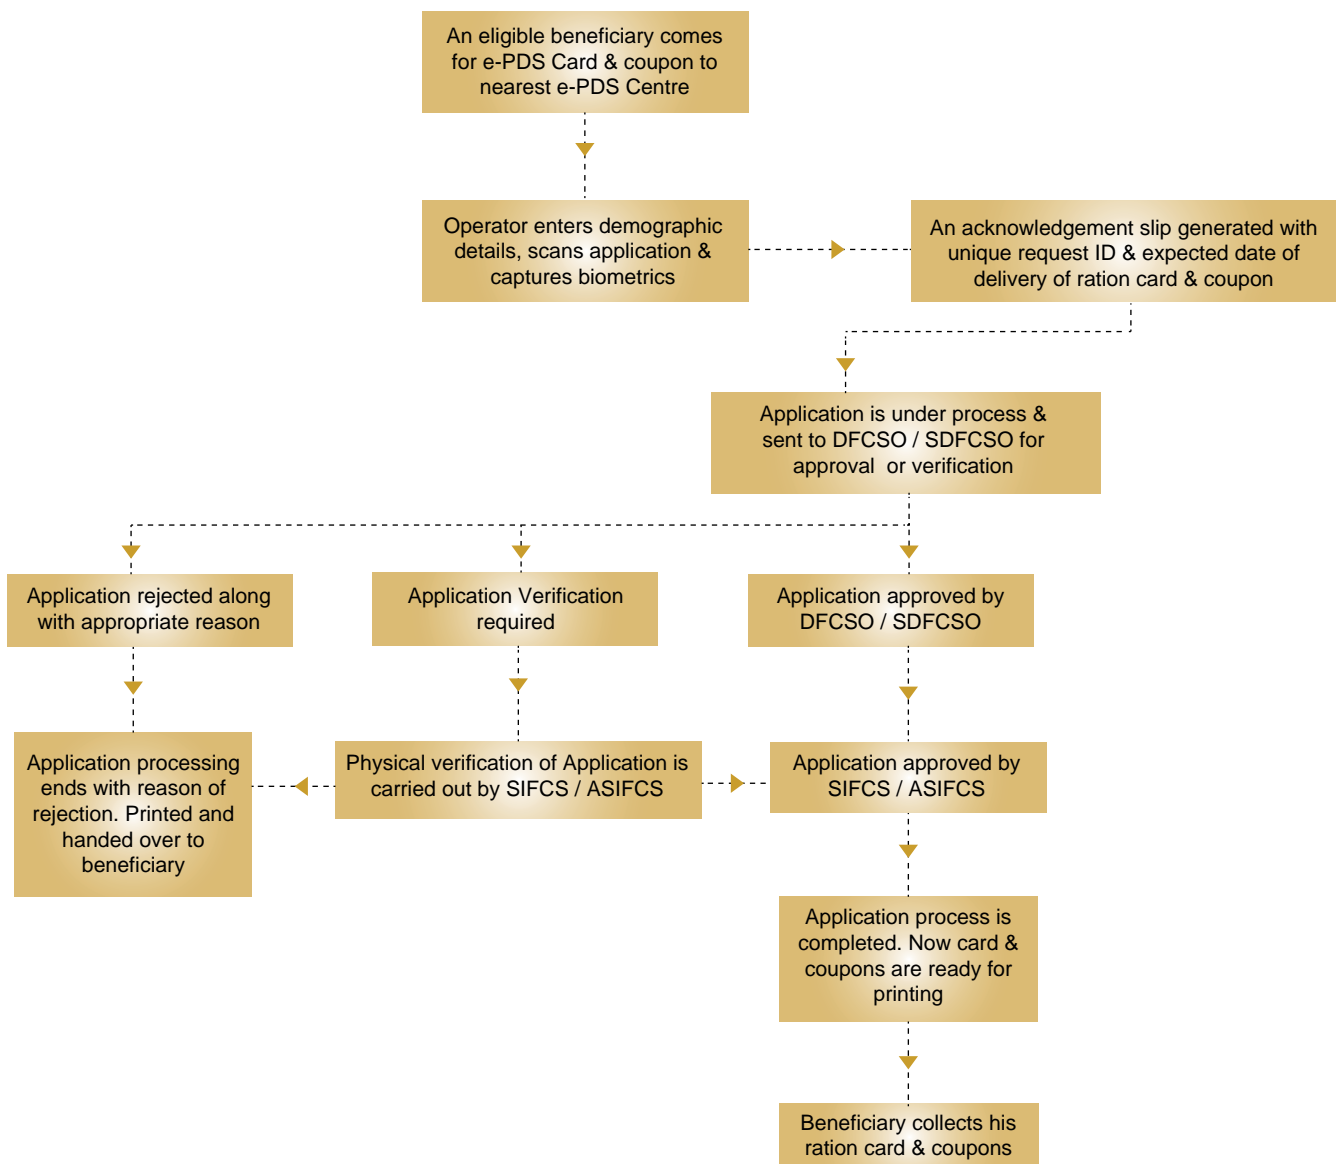 An eligible beneficiary comes
for e-PDS Card & coupon to
nearest e-PDS Centre
Operator enters demographic
details, scans application &
captures biometrics
An acknowledgement slip generated with
unique request ID & expected date of
delivery of ration card & coupon
Application is under process &
sent to DFCSO / SDFCSO for
approval or verification
Application rejected along
with appropriate reason
Application Verification
required
Application approved by
DFCSO / SDFCSO
Application processing
ends with reason of
rejection. Printed and
handed over to
beneficiary
Physical verification of Application is
carried out by SIFCS / ASIFCS
Application approved by
SIFCS / ASIFCS
Application process is
completed. Now card &
coupons are ready for
printing
Beneficiary collects his
ration card & coupons